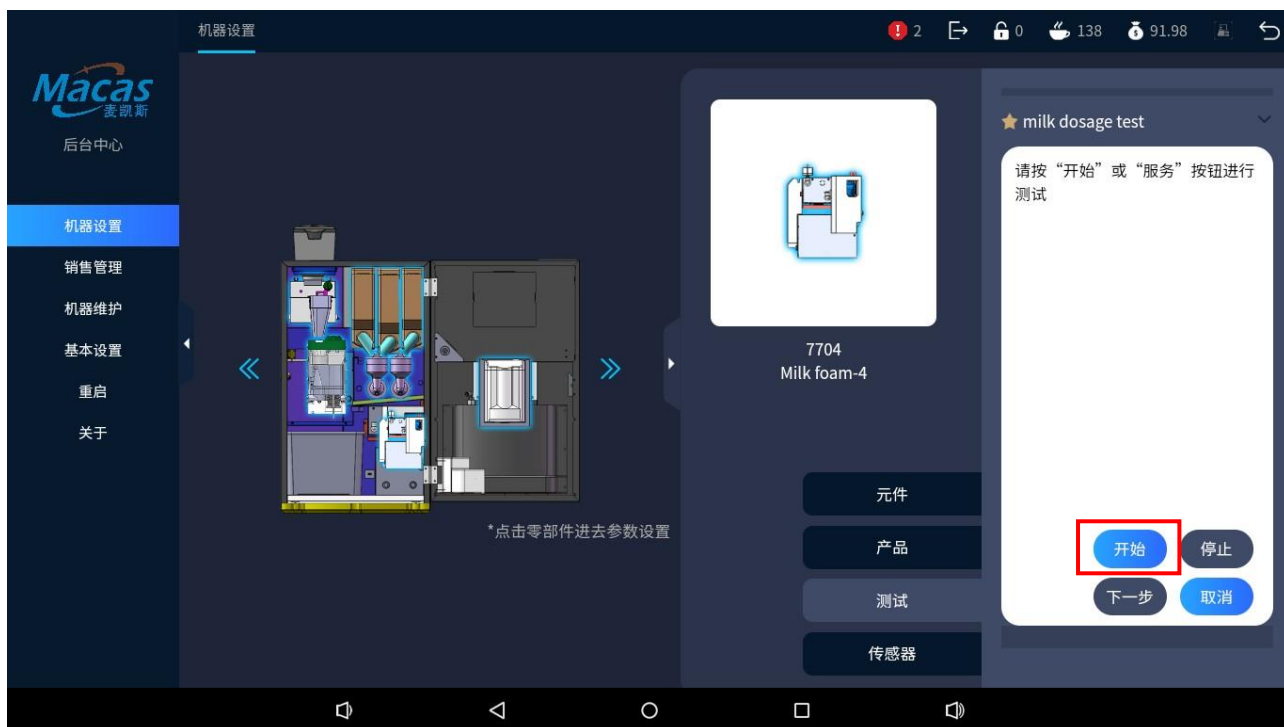 机器设置
2
0
138
91.98
Macas
麦凯斯
后台中心
机器设置
销售管理
机器维护
基本设置
重启
关于
*点击零部件进去参数设置
7704
Milk foam-4
元件
产品
测试
传感器
milk dosage test
请按“开始”或“服务”按钮进行
测试
开始
停止
下一步
取消